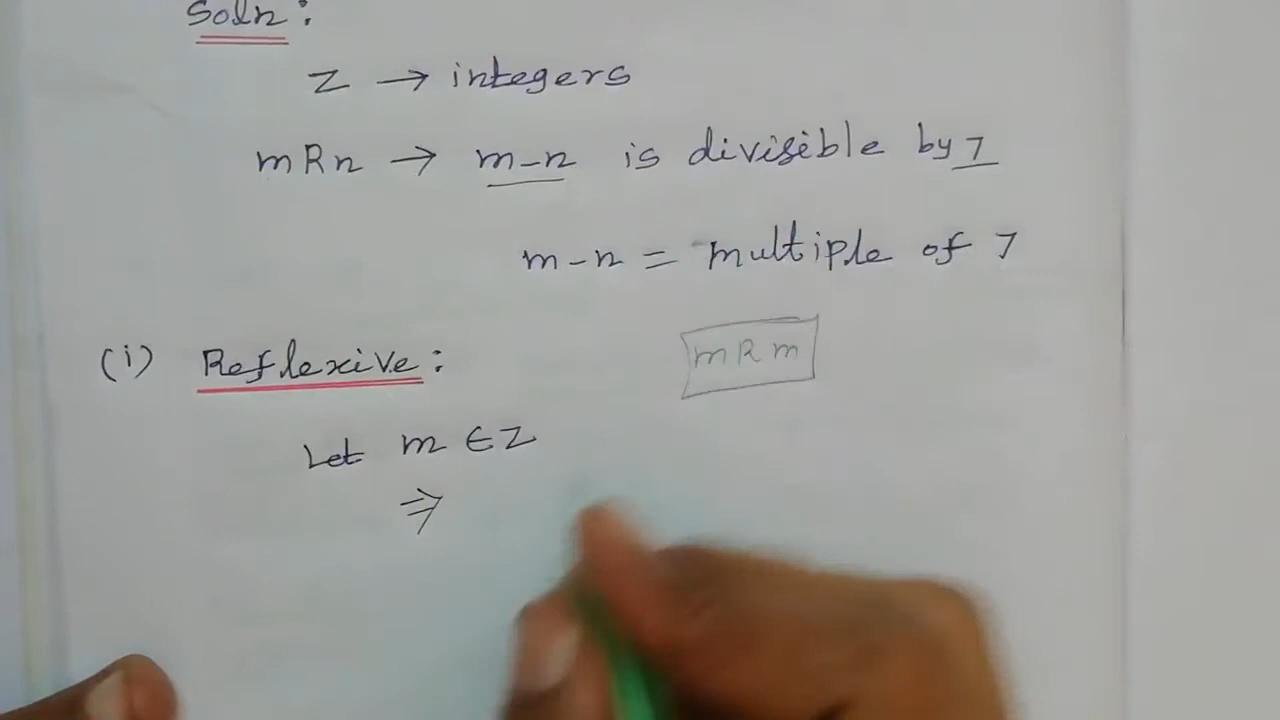 Soln:
Z → integers
mRn → m-n is divisible by 7
m-n = multiple of 7
(i) Reflexive:
mRm
Let m ∈ Z
⇒